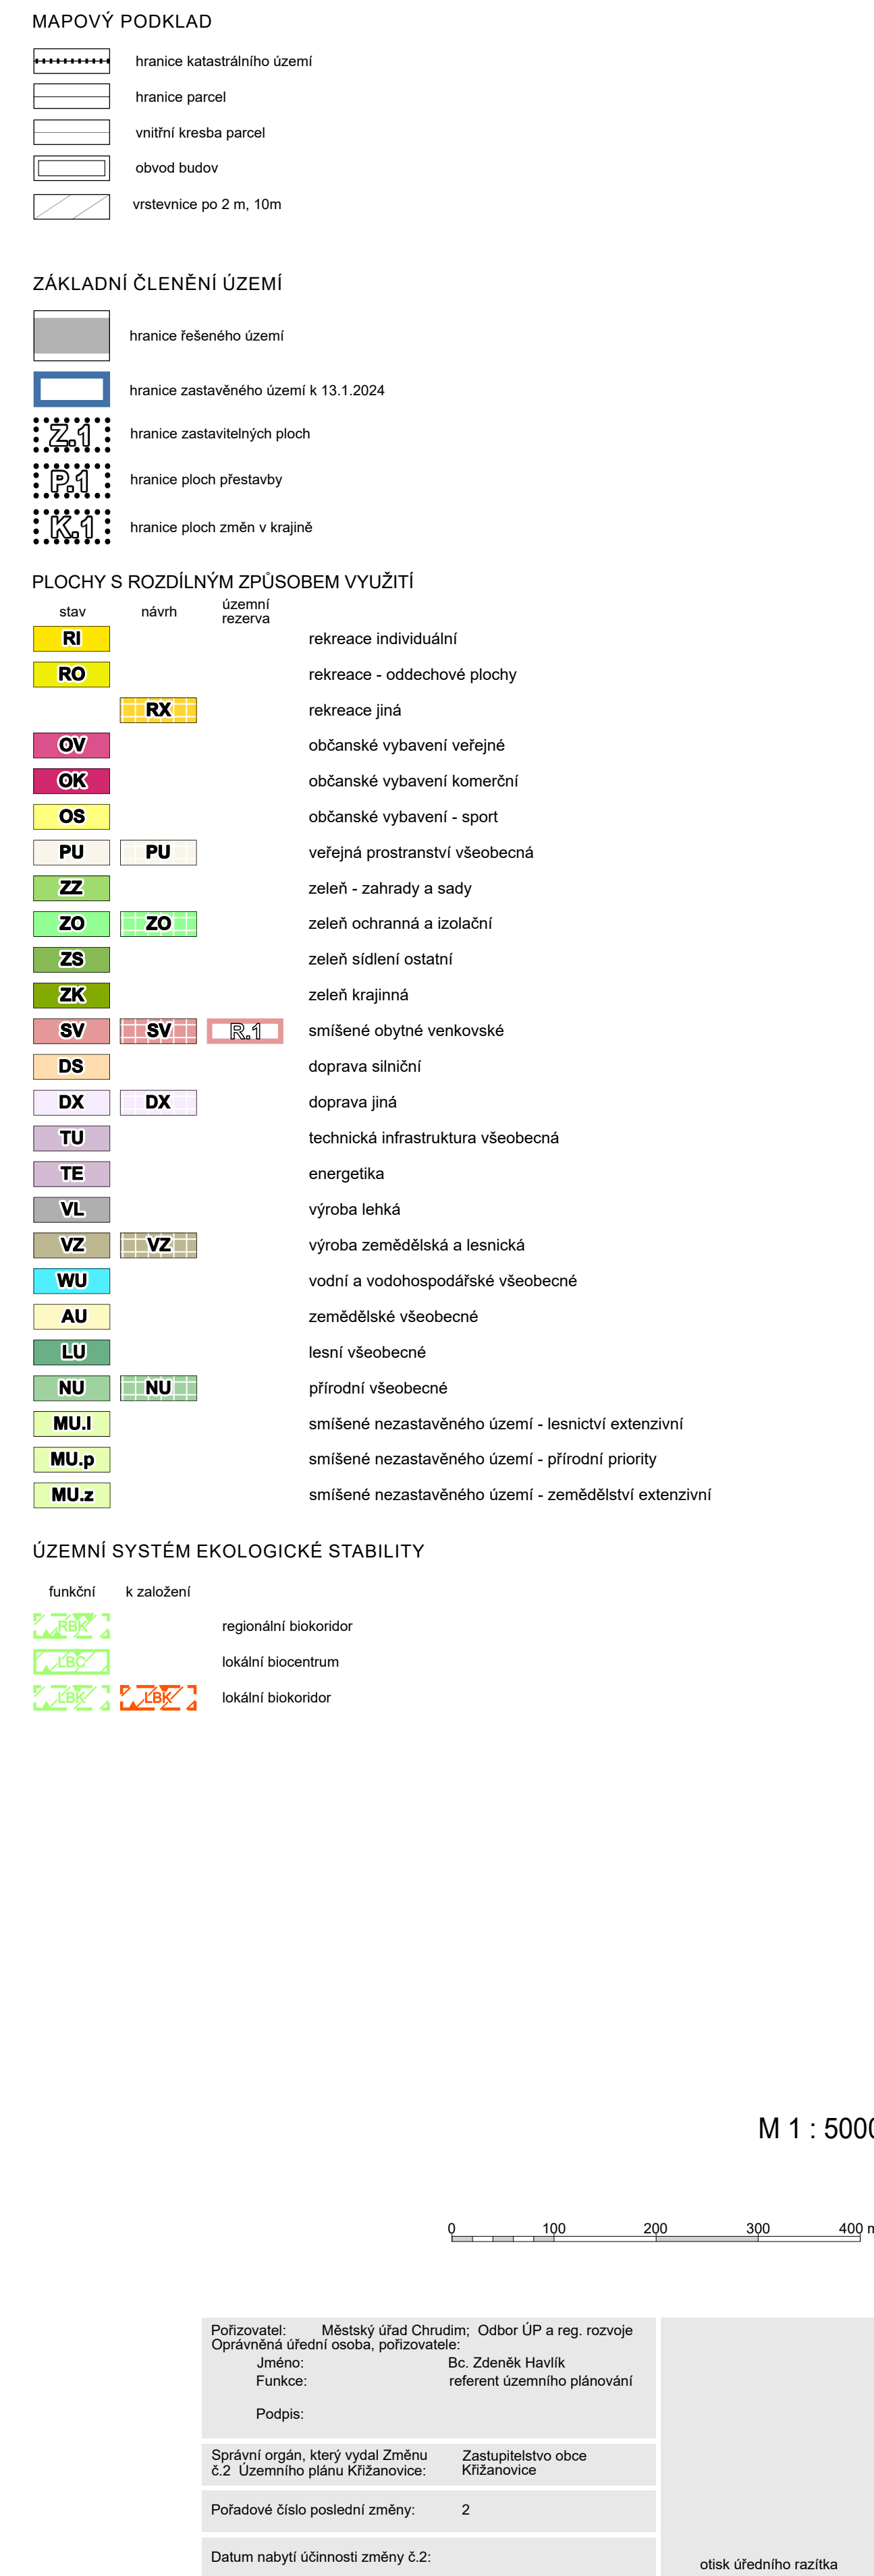 MAPOVÝ PODKLAD
hranice katastrálního území
hranice parcel
vnitřní kresba parcel
obvod budov
vrstevnice po 2 m, 10m
ZÁKLADNÍ ČLENĚNÍ ÚZEMÍ
hranice řešeného území
hranice zastavěného území k 13.1.2024
Z.1 hranice zastavitelných ploch
P.1 hranice ploch přestavby
K.1 hranice ploch změn v krajině
PLOCHY S ROZDÍLNÝM ZPŮSOBEM VYUŽITÍ
stav návrh územní
rezerva
RI rekreace individuální
RO rekreace - oddechové plochy
RX rekreace jiná
OV občanské vybavení veřejné
OK občanské vybavení komerční
OS občanské vybavení - sport
PU PU veřejná prostranství všeobecná
ZZ zeleň - zahrady a sady
ZO ZO zeleň ochranná a izolační
ZS zeleň sídlení ostatní
ZK zeleň krajinná
SV SV R.1 smíšené obytné venkovské
DS doprava silniční
DX DX doprava jiná
TU technická infrastruktura všeobecná
TE energetika
VL výroba lehká
VZ VZ výroba zemědělská a lesnická
WU vodní a vodohospodářské všeobecné
AU zemědělské všeobecné
LU lesní všeobecné
NU NU přírodní všeobecné
MU.l smíšené nezastavěného území - lesnictví extenzivní
MU.p smíšené nezastavěného území - přírodní priority
MU.z smíšené nezastavěného území - zemědělství extenzivní
ÚZEMNÍ SYSTÉM EKOLOGICKÉ STABILITY
funkční k založení
RBK regionální biokoridor
LBC lokální biocentrum
LBK LBK lokální biokoridor
M 1 : 5000
0 100 200 300 400 m
Pořizovatel: Městský úřad Chrudim; Odbor ÚP a reg. rozvoje
Oprávněná úřední osoba, pořizovatele:
Jméno: Bc. Zdeněk Havlík
Funkce: referent územního plánování
Podpis:
Správní orgán, který vydal Změnu Zastupitelstvo obce
č.2 Územního plánu Křižanovice: Křižanovice
Pořadové číslo poslední změny: 2
Datum nabytí účinnosti změny č.2:
otisk úředního razítka